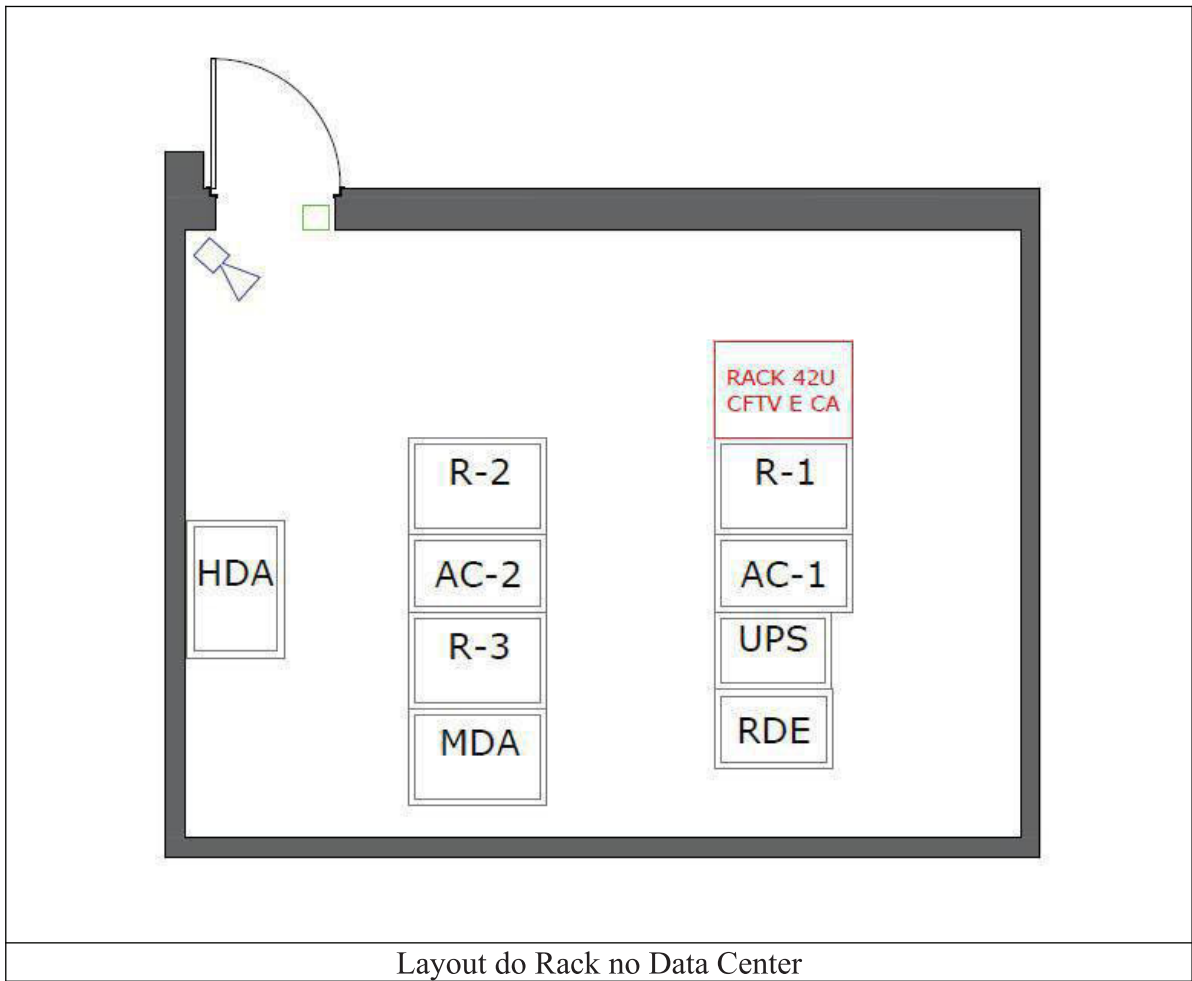 RACK 42U
CFTV E CA
R-2
R-1
HDA
AC-2
AC-1
R-3
UPS
MDA
RDE
Layout do Rack no Data Center